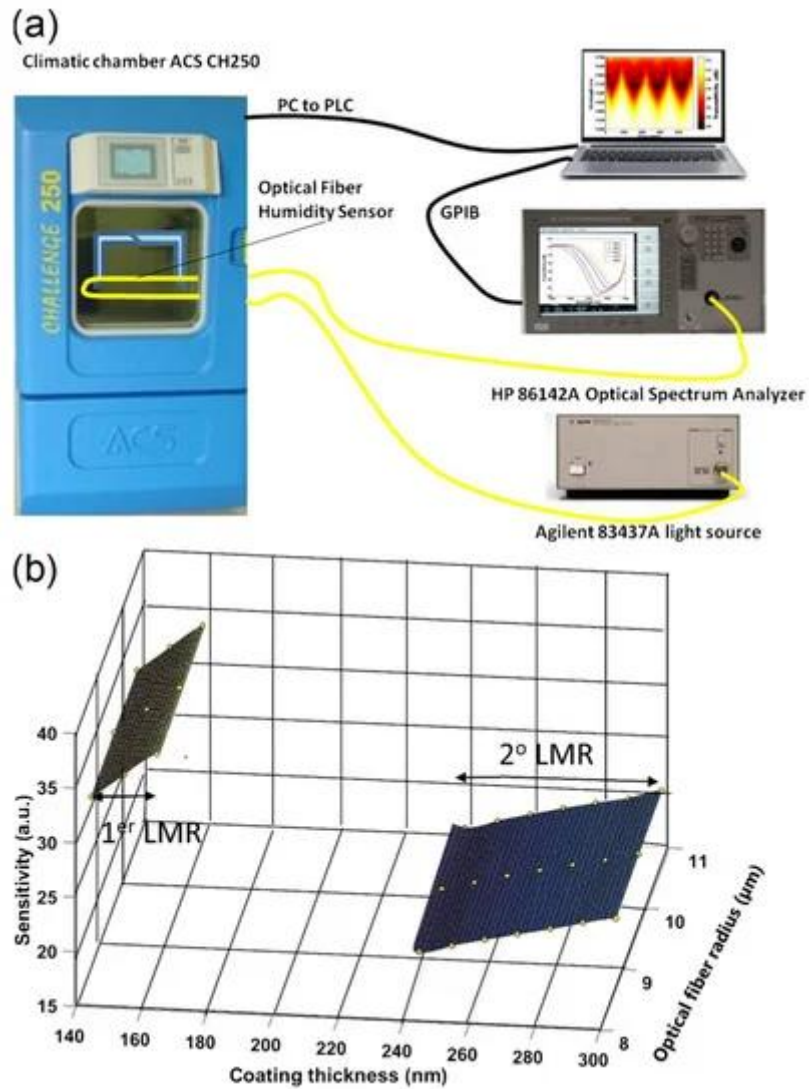 (a)
Climatic chamber ACS CH250
PC to PLC
CHALLENGE 250
Optical Fiber
Humidity Sensor
GPIB
ACS
HP 86142A Optical Spectrum Analyzer
Agilent 83437A light source
(b)
2º LMR
1er LMR
Sensitivity (a.u.)
40
35
30
25
20
15
140
160
180
200
220
240
260
280
300
Coating thickness (nm)
8
9
10
11
Optical fiber radius (μm)